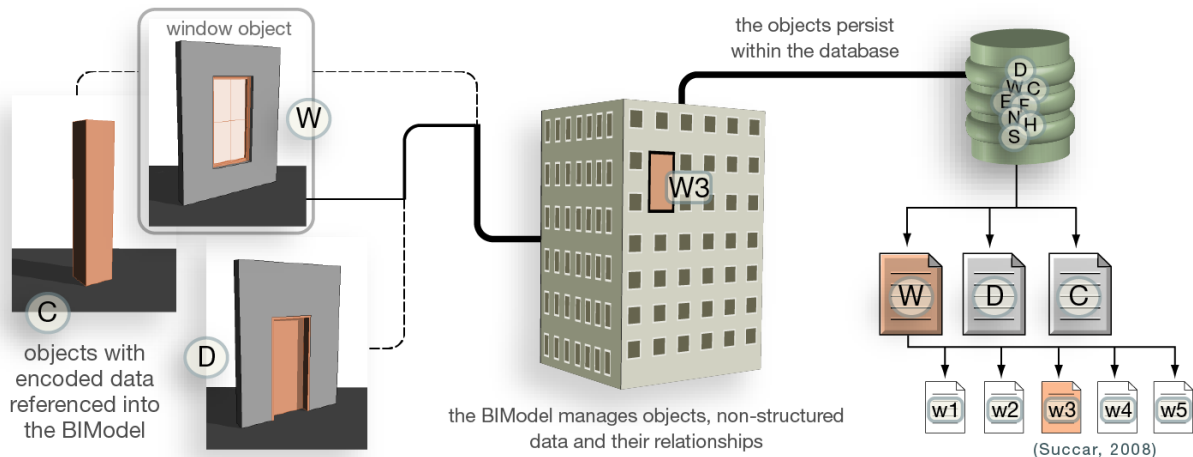 window object
W
C
objects with
encoded data
referenced into
the BIModel
D
W3
the BIModel manages objects, non-structured
data and their relationships
the objects persist
within the database
D
W C
E F
N H
S
W
D
C
w1
w2
w3
w4
w5
(Succar, 2008)